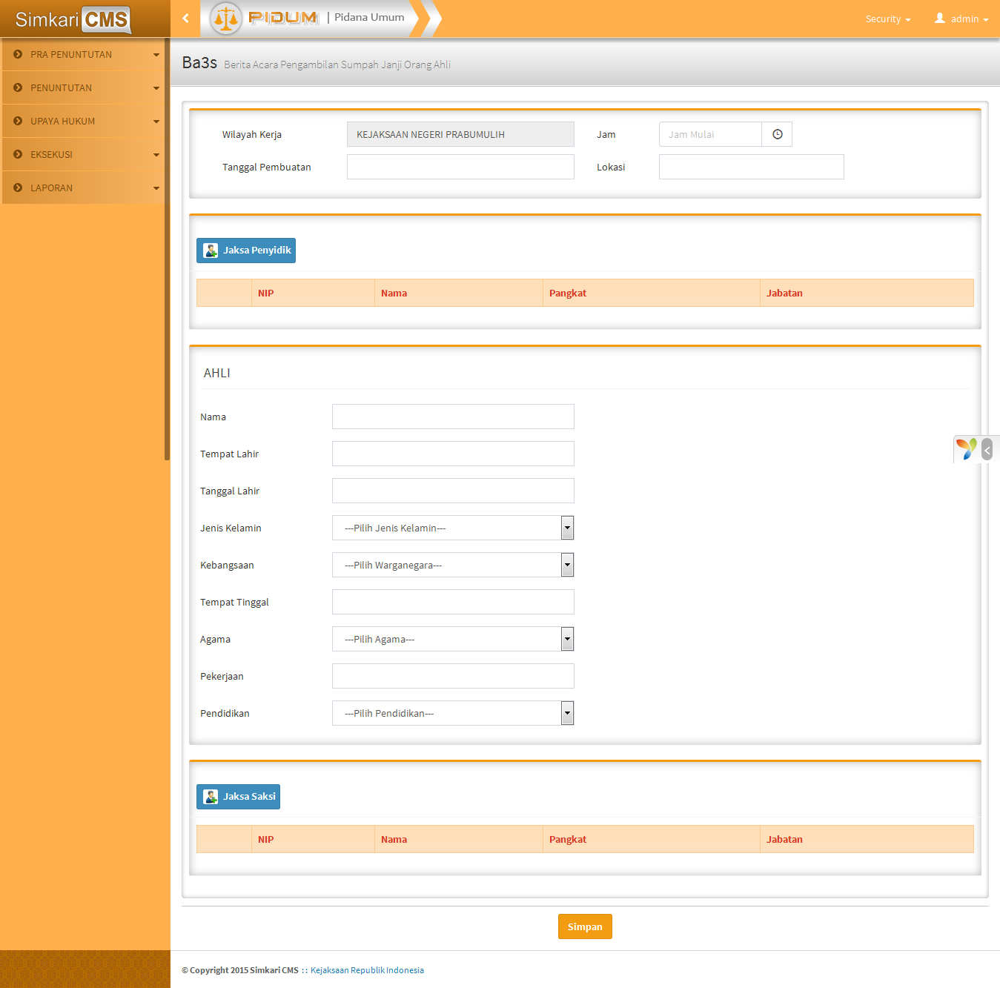 Simkari CMS
PIDUM | Pidana Umum
Security
admin
PRA PENUNTUTAN
PENUNTUTAN
UPAYA HUKUM
EKSEKUSI
LAPORAN
Ba3s Berita Acara Pengambilan Sumpah Janji Orang Ahli
Wilayah Kerja KEJAKSAAN NEGERI PRABUMULIH Jam Jam Mulai
Tanggal Pembuatan Lokasi
Jaksa Penyidik
NIP Nama Pangkat Jabatan
AHLI
Nama
Tempat Lahir
Tanggal Lahir
Jenis Kelamin ---Pilih Jenis Kelamin---
Kebangsaan ---Pilih Warganegara---
Tempat Tinggal
Agama ---Pilih Agama---
Pekerjaan
Pendidikan ---Pilih Pendidikan---
Jaksa Saksi
NIP Nama Pangkat Jabatan
Simpan
© Copyright 2015 Simkari CMS :: Kejaksaan Republik Indonesia